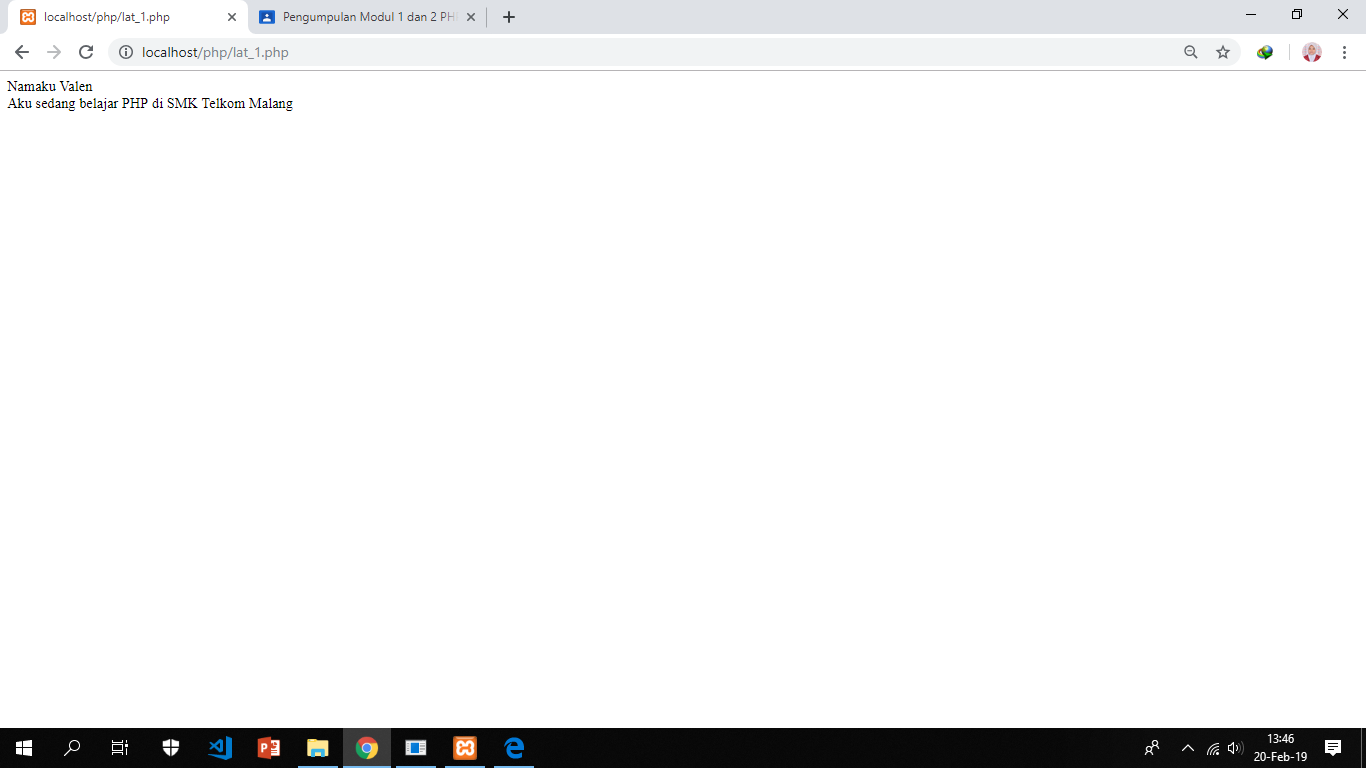 localhost/php/lat_1.php
Pengumpulan Modul 1 dan 2 PH
localhost/php/lat_1.php
Namaku Valen
Aku sedang belajar PHP di SMK Telkom Malang
13:46
20-Feb-19